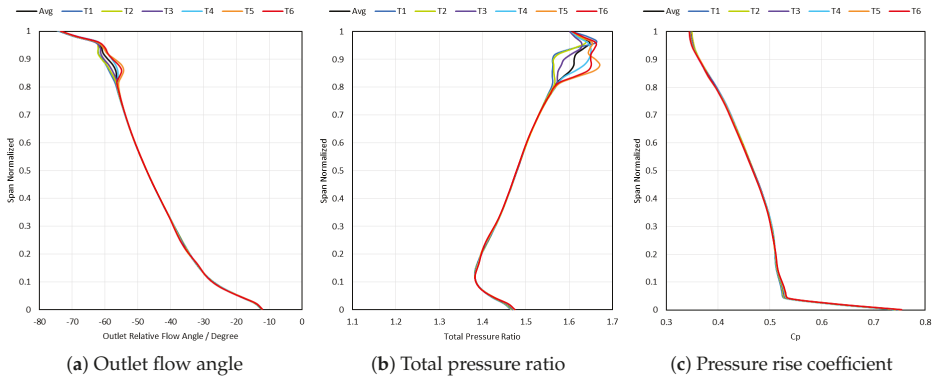 Avg T1 T2 T3 T4 T5 T6
Span Normalized
1
0.9
0.8
0.7
0.6
0.5
0.4
0.3
0.2
0.1
0
-80 -70 -60 -50 -40 -30 -20 -10 0
Outlet Relative Flow Angle / Degree
(a) Outlet flow angle
Avg T1 T2 T3 T4 T5 T6
Span Normalized
1
0.9
0.8
0.7
0.6
0.5
0.4
0.3
0.2
0.1
0
1.1 1.2 1.3 1.4 1.5 1.6 1.7
Total Pressure Ratio
(b) Total pressure ratio
Avg T1 T2 T3 T4 T5 T6
Span Normalized
1
0.9
0.8
0.7
0.6
0.5
0.4
0.3
0.2
0.1
0
0.3 0.4 0.5 0.6 0.7 0.8
Cp
(c) Pressure rise coefficient